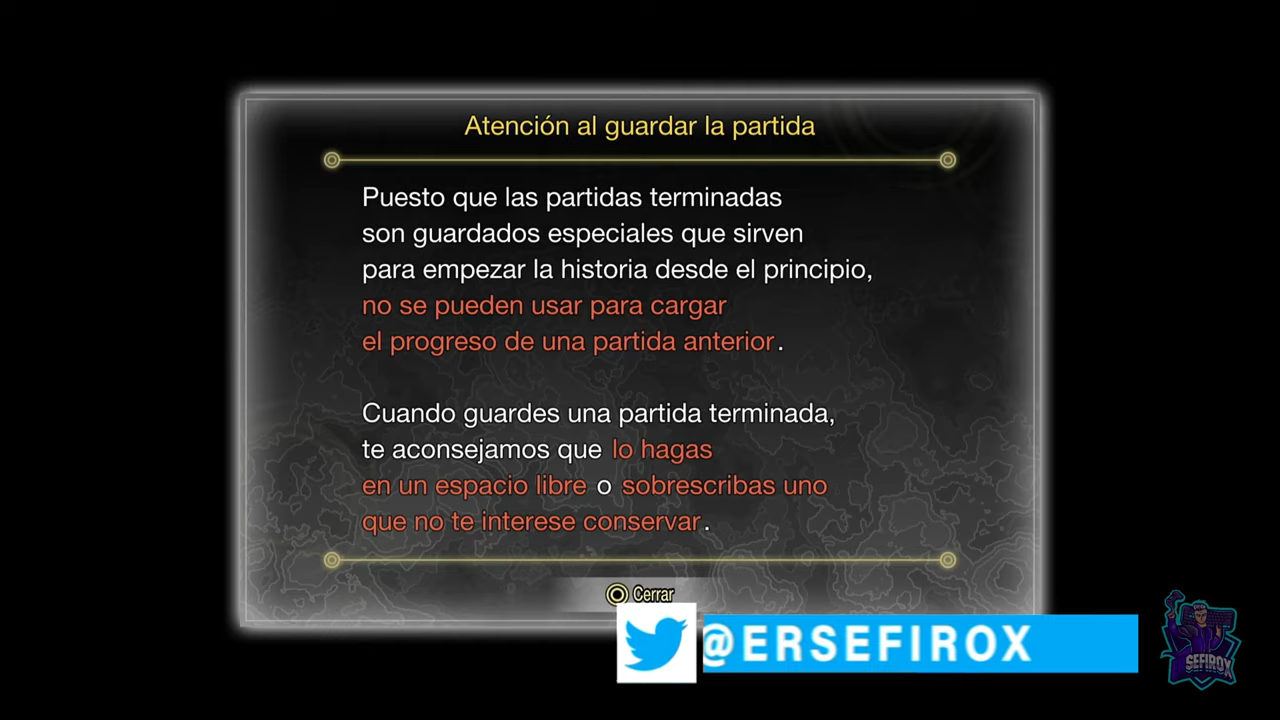 Atención al guardar la partida
Puesto que las partidas terminadas
son guardados especiales que sirven
para empezar la historia desde el principio,
no se pueden usar para cargar
el progreso de una partida anterior.
Cuando guardes una partida terminada,
te aconsejamos que lo hagas
en un espacio libre o sobrescribas uno
que no te interese conservar.
Cerrar
@ERSEFIROX
SEFIROX